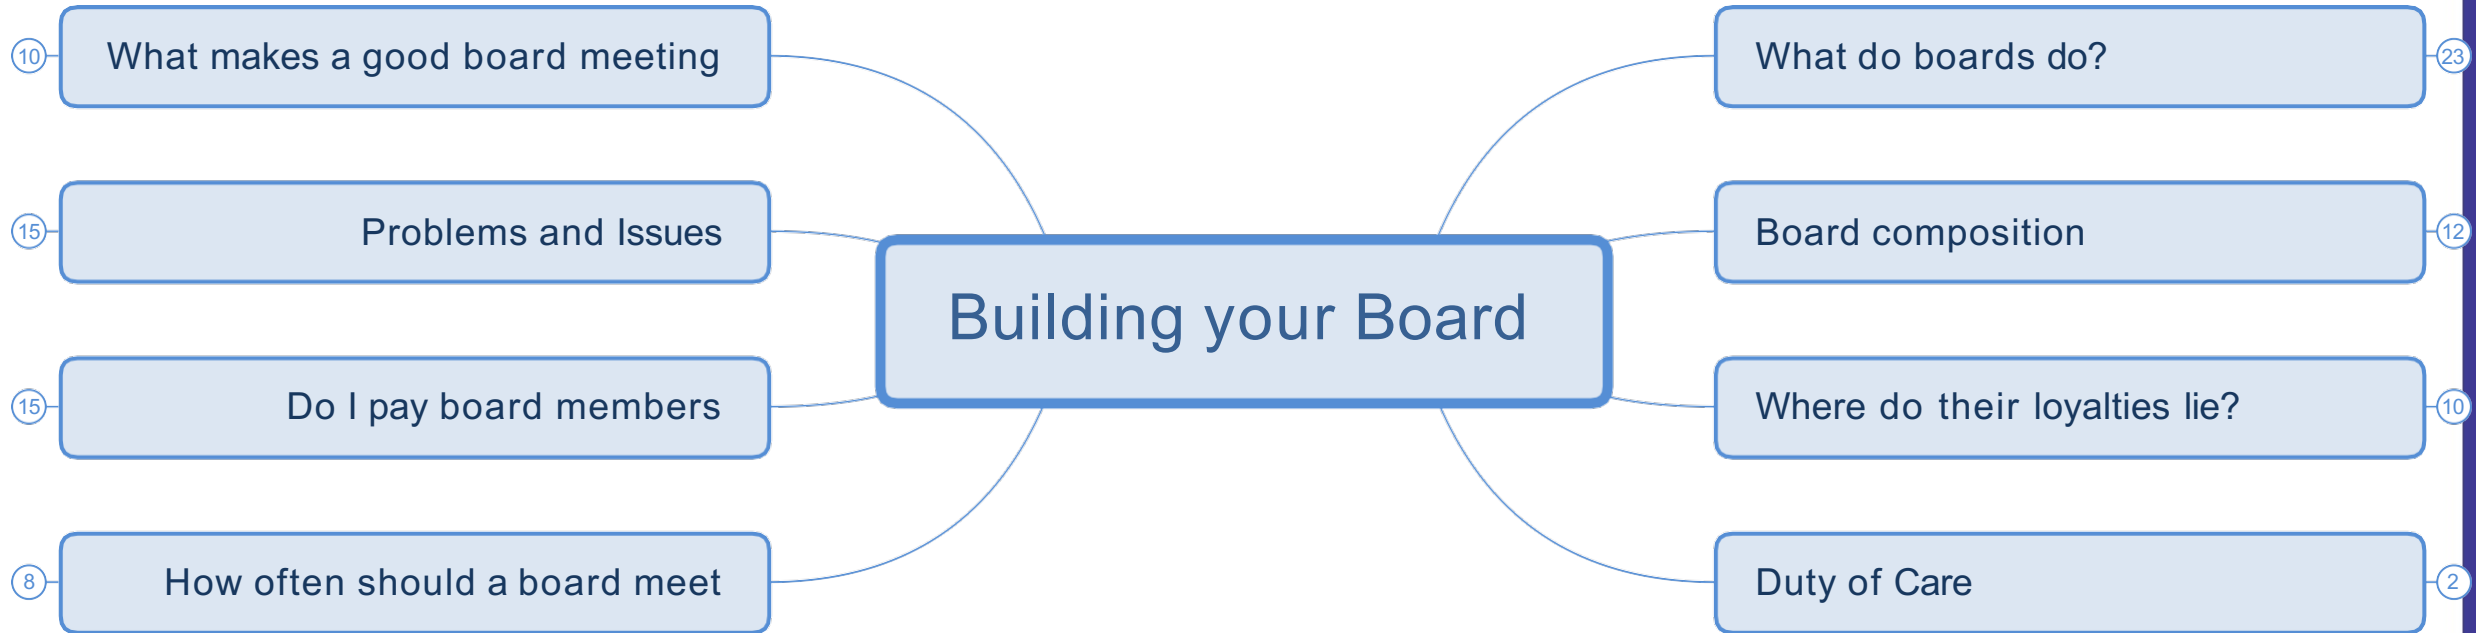 10
What makes a good board meeting
What do boards do?
23
15
Problems and Issues
Board composition
12
Building your Board
15
Do I pay board members
Where do their loyalties lie?
10
8
How often should a board meet
Duty of Care
2